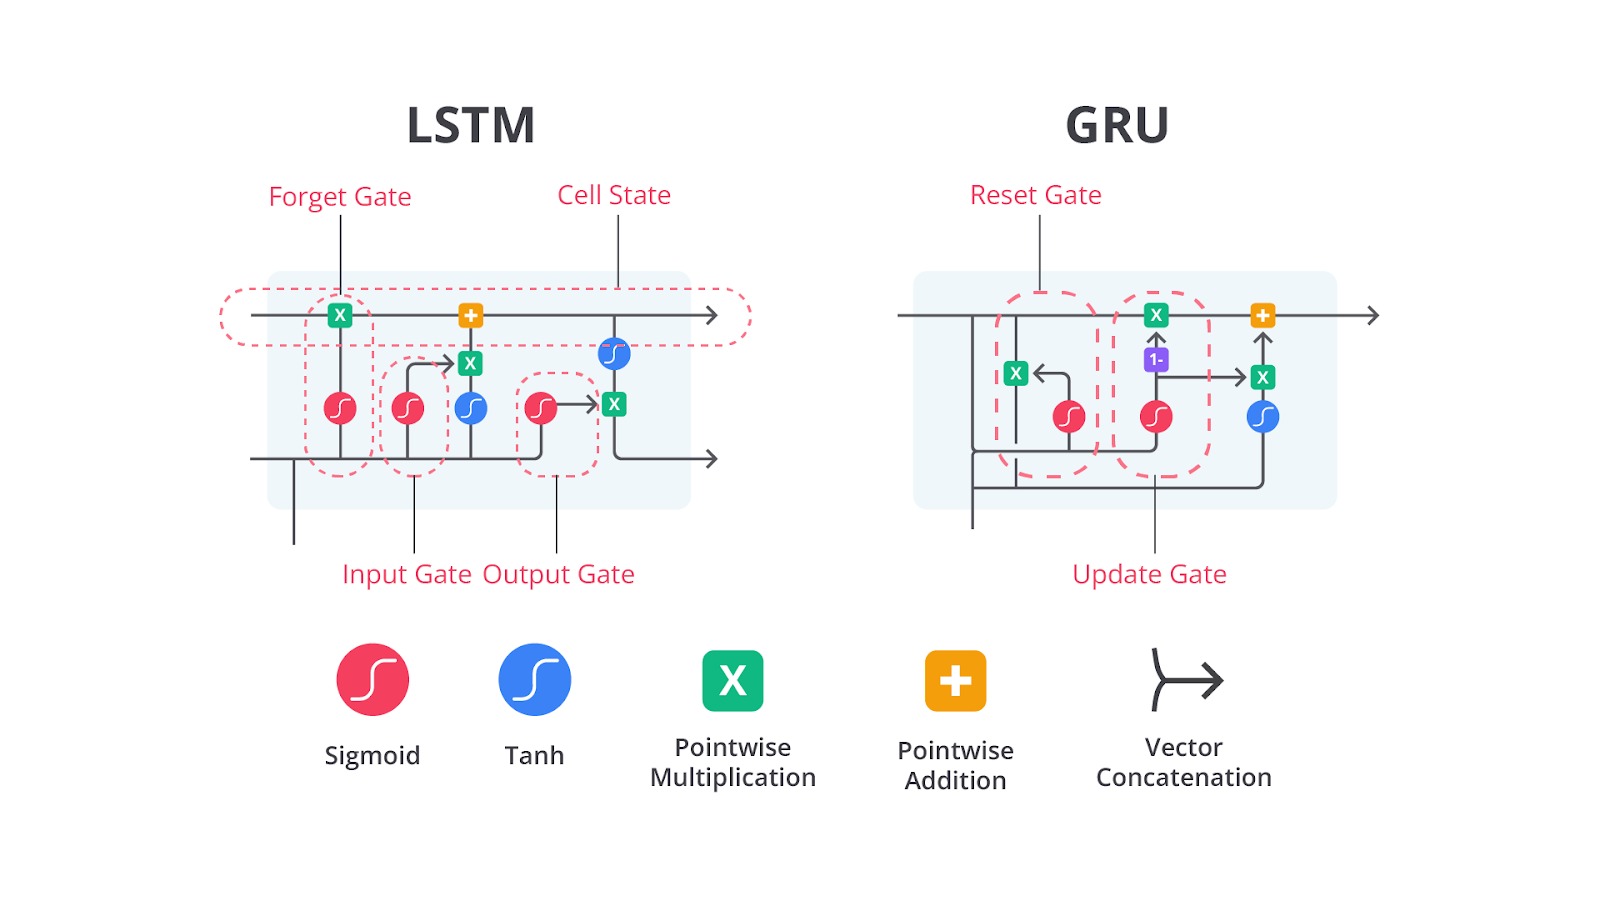 LSTM
GRU
Forget Gate
Cell State
Reset Gate
X
+
X
X
X
+
1-
X
X
Input Gate
Output Gate
Update Gate
X
+
Sigmoid
Tanh
Pointwise
Multiplication
Pointwise
Addition
Vector
Concatenation